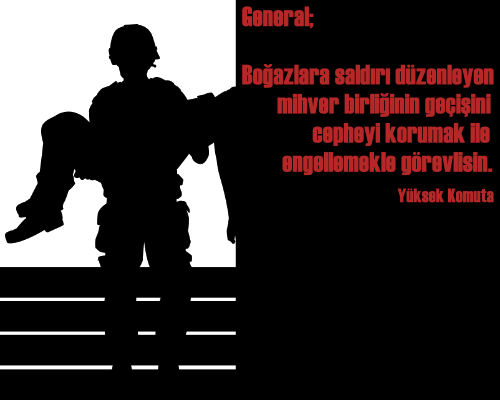 General;
Boğazlara saldırı düzenleyen
mihver birliğinin geçişini
cepheyi korumak ile
engellemekle görevlisin.
Yüksek Komuta